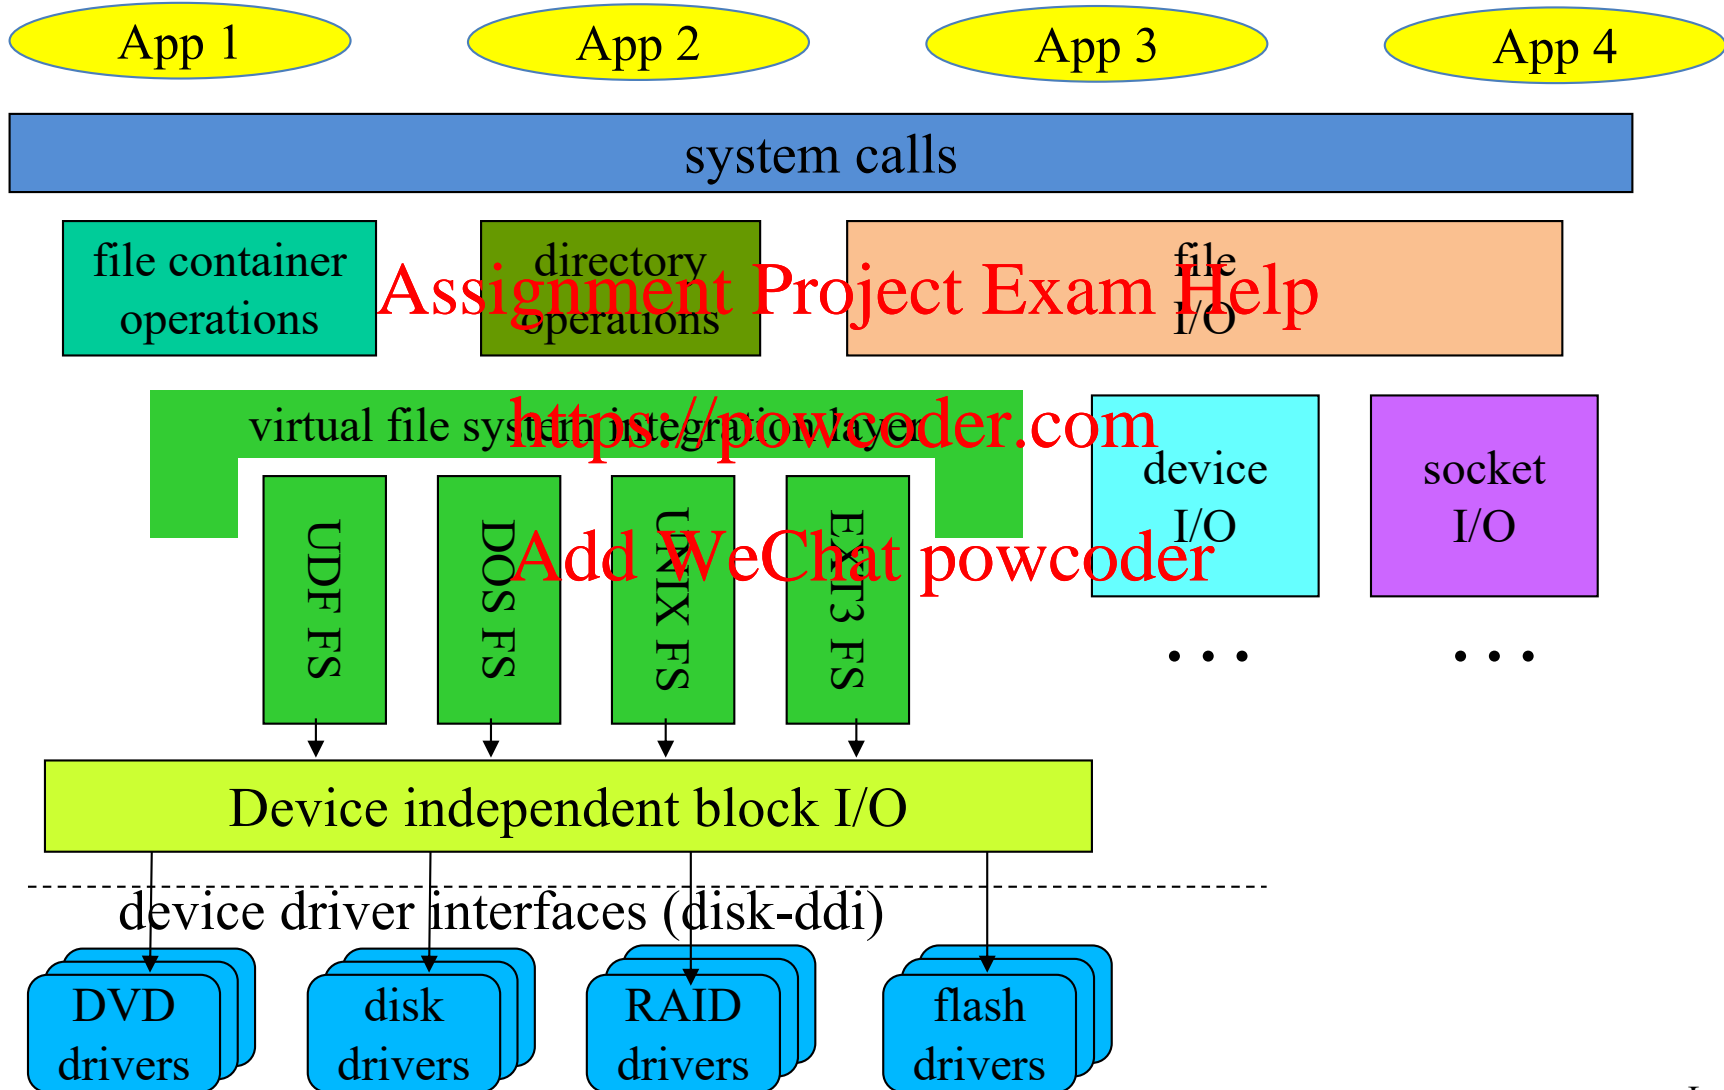 App 1
App 2
App 3
App 4
system calls
file container
operations
directory
operations
file
I/O
Assignment Project Exam Help
virtual file system integration layer
https://powcoder.com
device
I/O
socket
I/O
UDF FS
DOS FS
UNIX FS
EXT3 FS
Add WeChat powcoder
...
...
Device independent block I/O
device driver interfaces (disk-ddi)
DVD
drivers
disk
drivers
RAID
drivers
flash
drivers